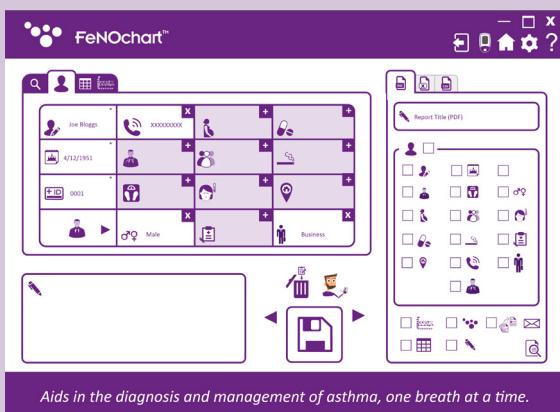 FeNOchart™
Joe Bloggs
XXXXXXXXX
4/12/1951
ID
0001
Male
Business
Report Title (PDF)
Aids in the diagnosis and management of asthma, one breath at a time.